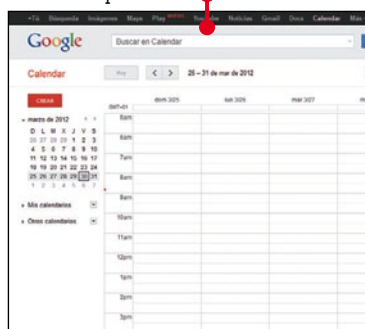 +Tú Búsqueda Imágenes Maps Play YouTube Noticias Gmail Docs Calendar Más
Google
Buscar en Calendar
Calendar
Hoy
25 – 31 de mar de 2012
CREAR
GMT+01
dom 3/25
lun 3/26
mar 3/27
marzo de 2012
D L M X J V S
26 27 28 29 1 2 3
4 5 6 7 8 9 10
11 12 13 14 15 16 17
18 19 20 21 22 23 24
25 26 27 28 29 30 31
1 2 3 4 5 6 7
Mis calendarios
Otros calendarios
5am
6am
7am
8am
9am
10am
11am
12pm
1pm
2pm
3pm